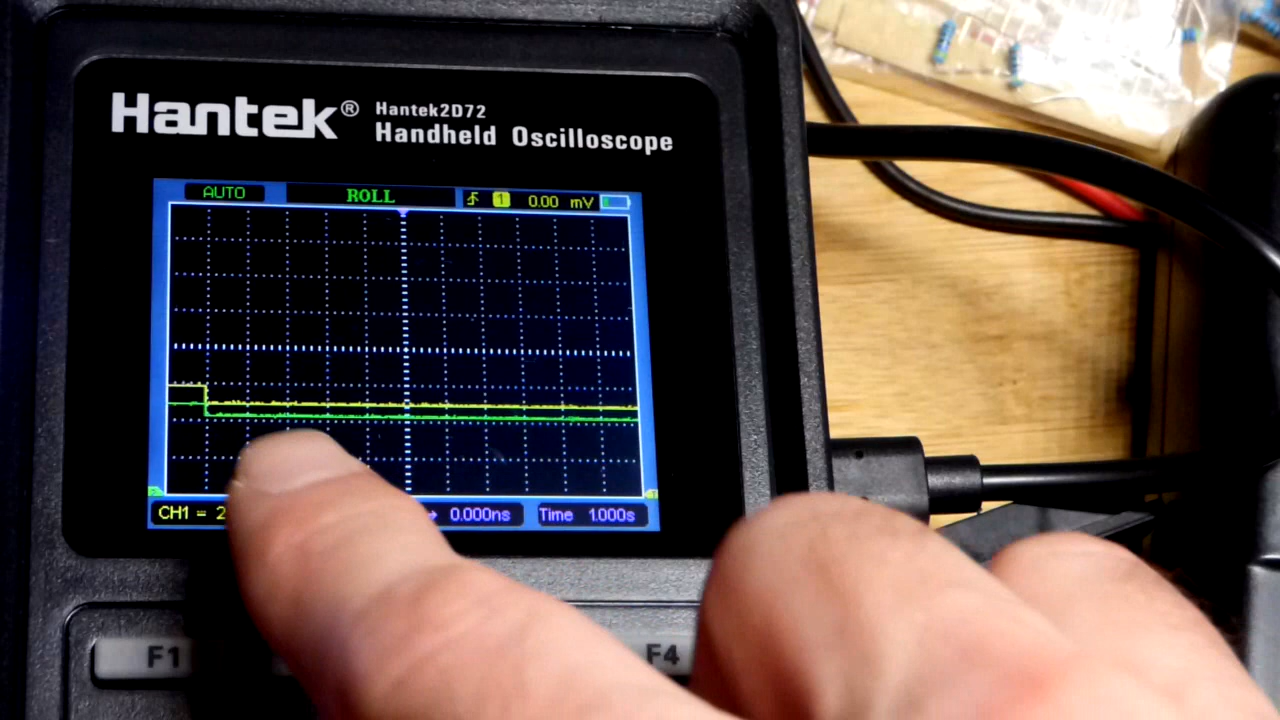 Hantek®
Hantek2D72
Handheld Oscilloscope
AUTO ROLL 1 0.00 mV
CH1 = 2 0.000ns Time 1.000s
F1 F4